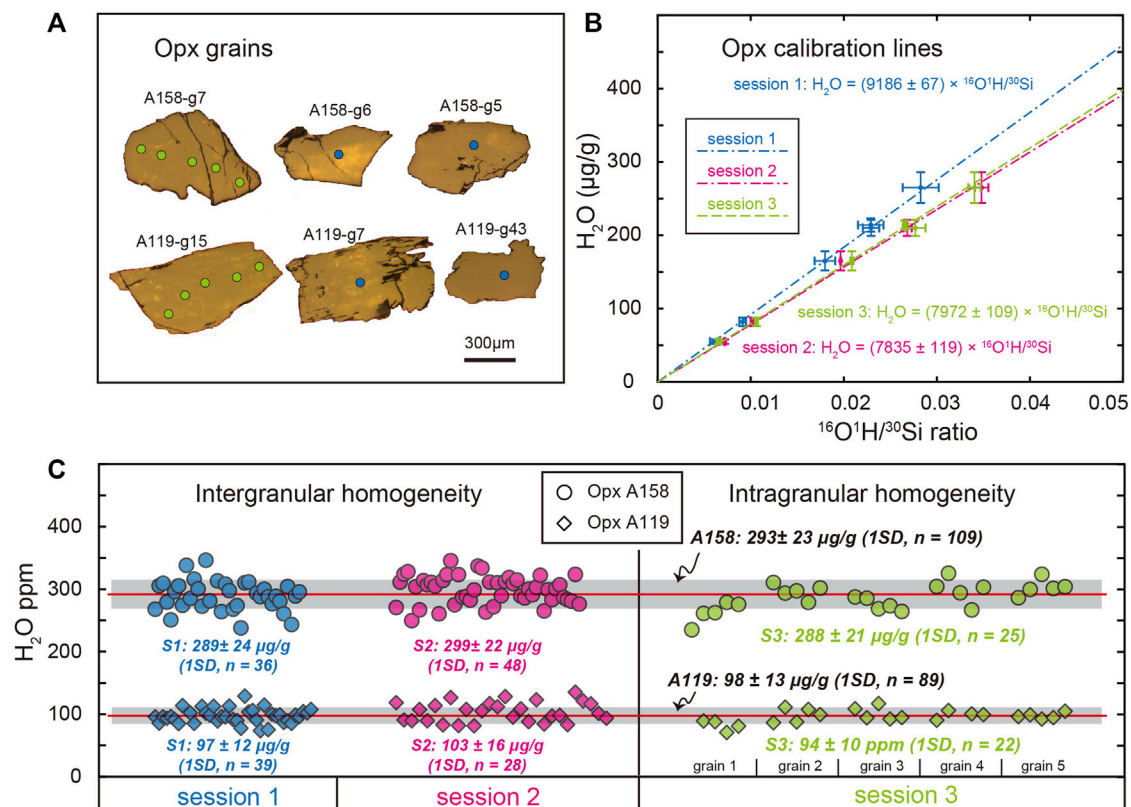 A
Opx grains
A158-g7
A158-g6
A158-g5
A119-g15
A119-g7
A119-g43
300μm
B
Opx calibration lines
session 1: H₂O = (9186 ± 67) × ¹⁶O¹H/³⁰Si
session 1
session 2
session 3
session 3: H₂O = (7972 ± 109) × ¹⁶O¹H/³⁰Si
session 2: H₂O = (7835 ± 119) × ¹⁶O¹H/³⁰Si
H₂O (μg/g)
400
300
200
100
0
0 0.01 0.02 0.03 0.04 0.05
¹⁶O¹H/³⁰Si ratio
C
Intergranular homogeneity
Opx A158
Opx A119
Intragranular homogeneity
A158: 293± 23 μg/g (1SD, n = 109)
S1: 289± 24 μg/g
(1SD, n = 36)
S2: 299± 22 μg/g
(1SD, n = 48)
S3: 288 ± 21 μg/g (1SD, n = 25)
A119: 98 ± 13 μg/g (1SD, n = 89)
S1: 97 ± 12 μg/g
(1SD, n = 39)
S2: 103 ± 16 μg/g
(1SD, n = 28)
S3: 94 ± 10 ppm (1SD, n = 22)
H₂O ppm
500
400
300
200
100
0
grain 1 grain 2 grain 3 grain 4 grain 5
session 1 session 2 session 3